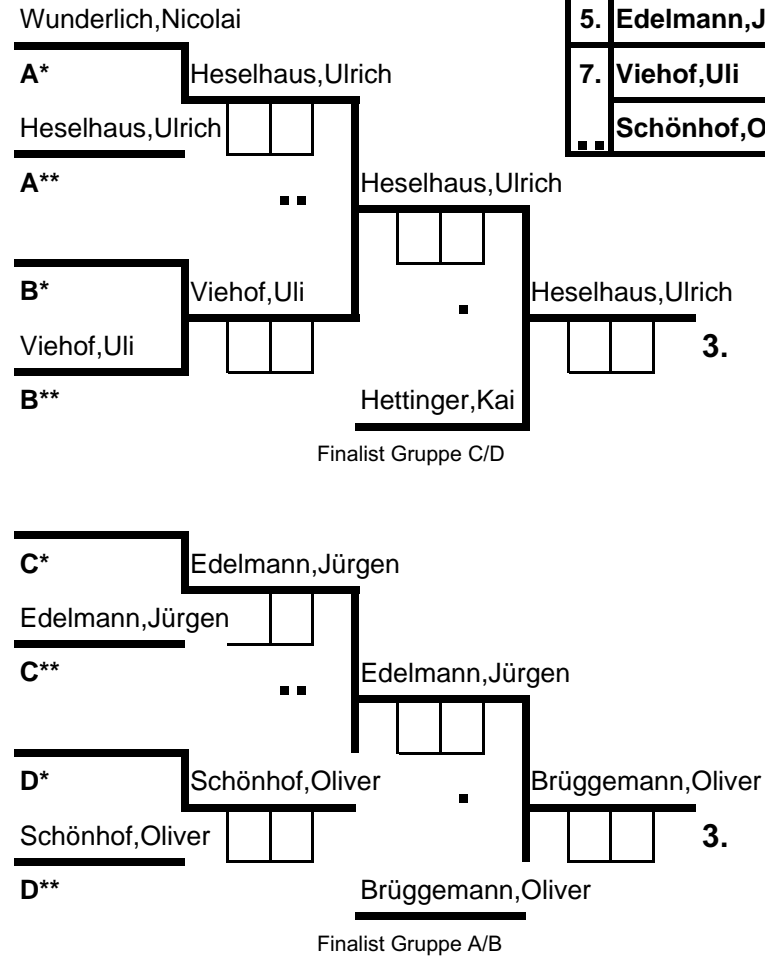 Wunderlich,Nicolai
5. Edelmann,J
A* Heselhaus,Ulrich
7. Viehof,Uli
Heselhaus,Ulrich
Schönhof,O
A** Heselhaus,Ulrich
B* Viehof,Uli Heselhaus,Ulrich
Viehof,Uli 3.
B** Hettinger,Kai
Finalist Gruppe C/D
C* Edelmann,Jürgen
Edelmann,Jürgen
C** Edelmann,Jürgen
D* Schönhof,Oliver Brüggemann,Oliver
Schönhof,Oliver 3.
D** Brüggemann,Oliver
Finalist Gruppe A/B